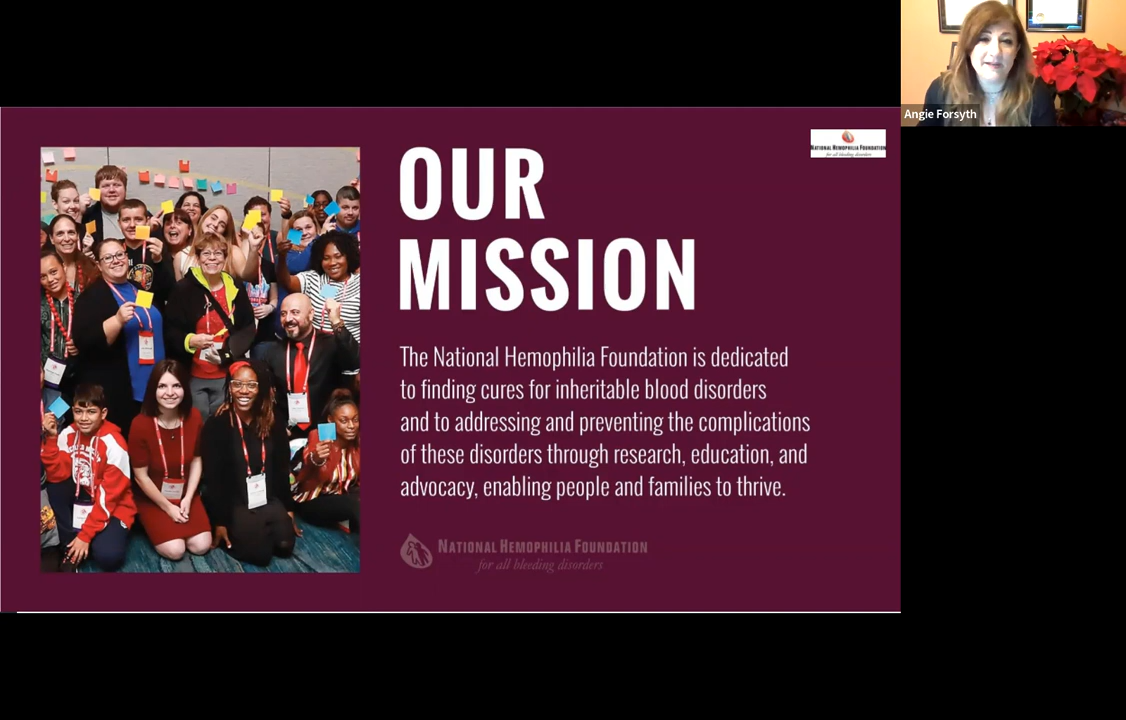 Angie Forsyth
NATIONAL HEMOPHILIA FOUNDATION
for all bleeding disorders
OUR
MISSION
The National Hemophilia Foundation is dedicated
to finding cures for inheritable blood disorders
and to addressing and preventing the complications
of these disorders through research, education, and
advocacy, enabling people and families to thrive.
NATIONAL HEMOPHILIA FOUNDATION
for all bleeding disorders